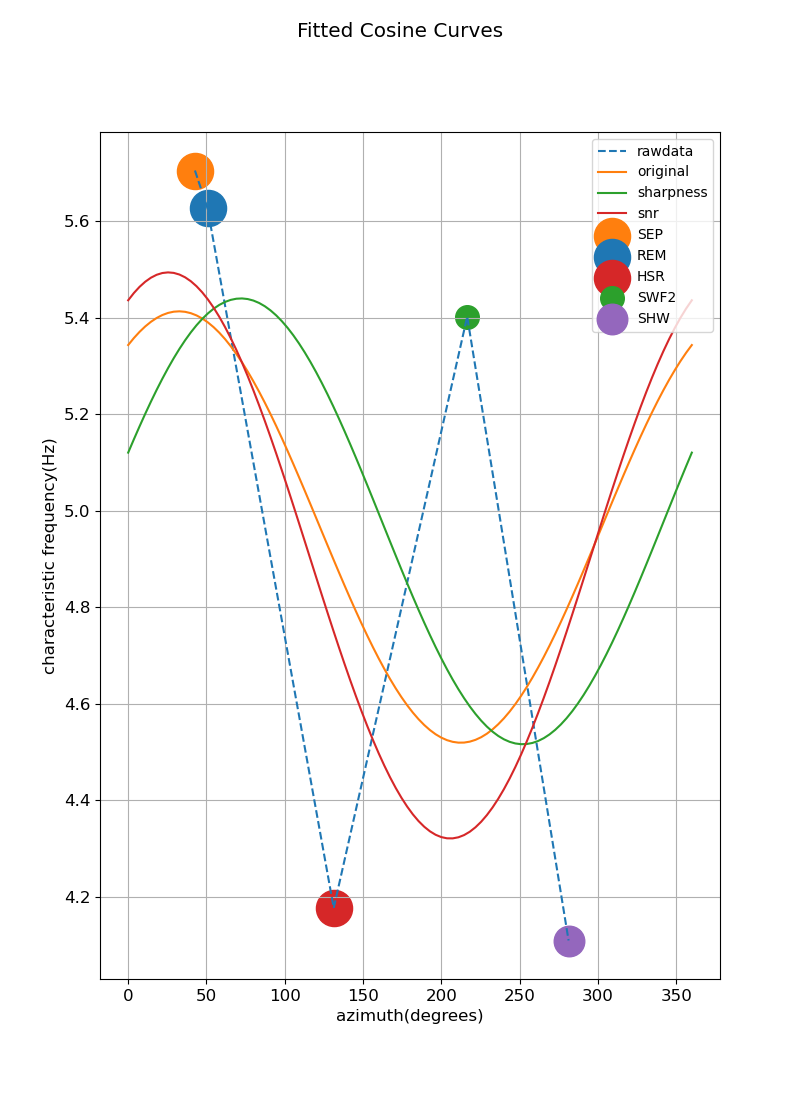 Fitted Cosine Curves
rawdata
original
sharpness
snr
SEP
REM
HSR
SWF2
SHW
characteristic frequency(Hz)
5.6
5.4
5.2
5.0
4.8
4.6
4.4
4.2
0 50 100 150 200 250 300 350
azimuth(degrees)